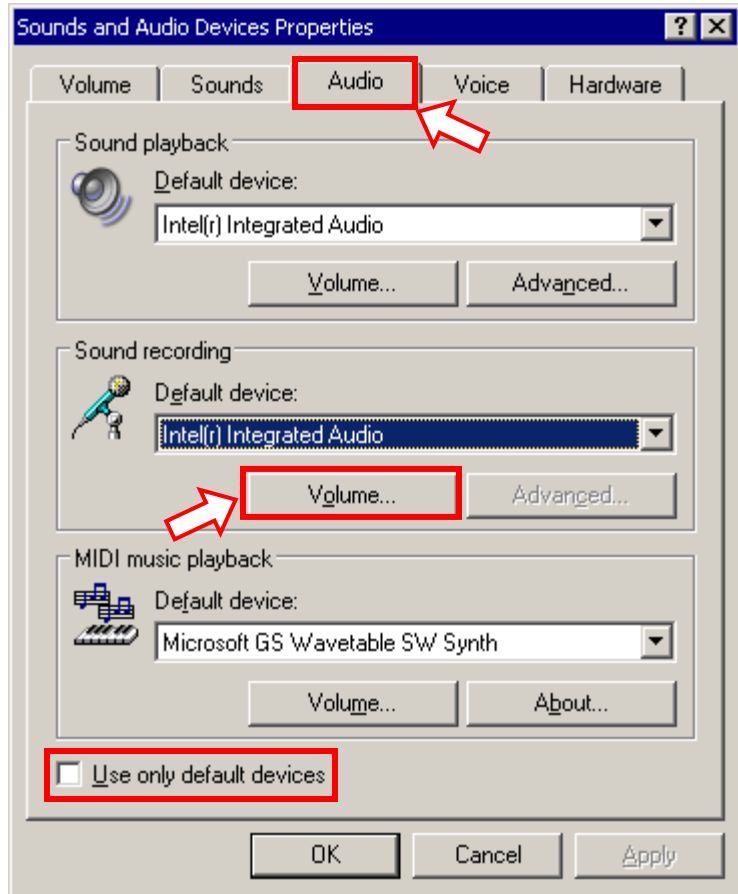 Sounds and Audio Devices Properties
Volume Sounds Audio Voice Hardware
Sound playback
Default device:
Intel(r) Integrated Audio
Volume... Advanced...
Sound recording
Default device:
Intel(r) Integrated Audio
Volume... Advanced...
MIDI music playback
Default device:
Microsoft GS Wavetable SW Synth
Volume... About...
Use only default devices
OK Cancel Apply